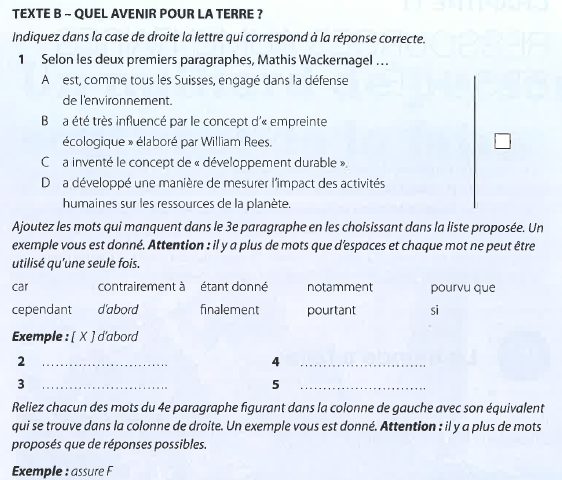 TEXTE B – QUEL AVENIR POUR LA TERRE ?
Indiquez dans la case de droite la lettre qui correspond à la réponse correcte.
1 Selon les deux premiers paragraphes, Mathis Wackernagel …
A est, comme tous les Suisses, engagé dans la défense
de l'environnement.
B a été très influencé par le concept d'« empreinte
écologique » élaboré par William Rees.
C a inventé le concept de « développement durable ».
D a développé une manière de mesurer l'impact des activités
humaines sur les ressources de la planète.
Ajoutez les mots qui manquent dans le 3e paragraphe en les choisissant dans la liste proposée. Un
exemple vous est donné. Attention : il y a plus de mots que d'espaces et chaque mot ne peut être
utilisé qu'une seule fois.
car contrairement à étant donné notamment pourvu que
cependant d'abord finalement pourtant si
Exemple : [ X ] d'abord
2 ................................ 4 ................................
3 ................................ 5 ................................
Reliez chacun des mots du 4e paragraphe figurant dans la colonne de gauche avec son équivalent
qui se trouve dans la colonne de droite. Un exemple vous est donné. Attention : il y a plus de mots
proposés que de réponses possibles.
Exemple : assure F